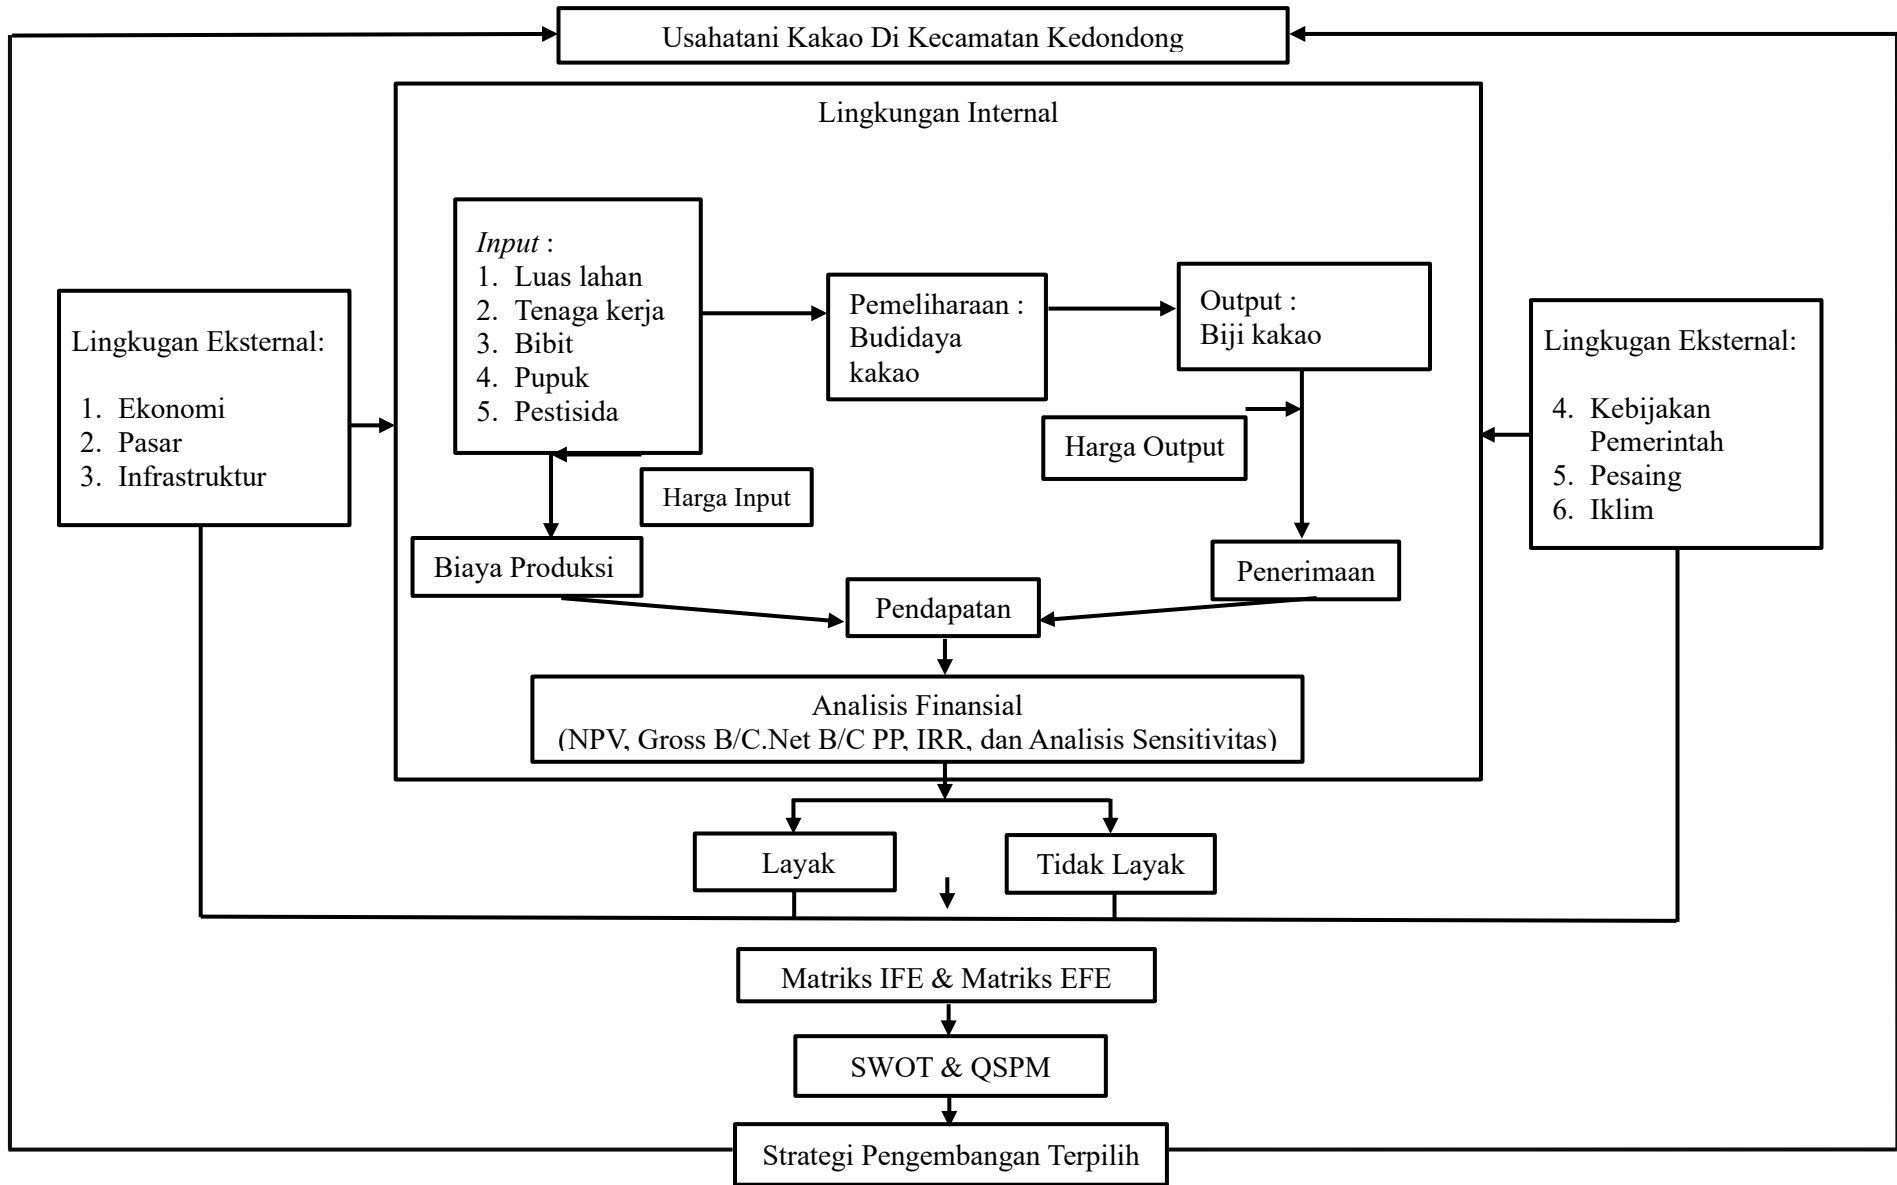 Usahatani Kakao Di Kecamatan Kedondong
Lingkungan Internal
Input :
1. Luas lahan
2. Tenaga kerja
3. Bibit
4. Pupuk
5. Pestisida
Pemeliharaan :
Budidaya
kakao
Output :
Biji kakao
Lingkugan Eksternal:
1. Ekonomi
2. Pasar
3. Infrastruktur
Lingkugan Eksternal:
4. Kebijakan
Pemerintah
5. Pesaing
6. Iklim
Harga Output
Harga Input
Biaya Produksi
Penerimaan
Pendapatan
Analisis Finansial
(NPV, Gross B/C.Net B/C PP, IRR, dan Analisis Sensitivitas)
Layak
Tidak Layak
Matriks IFE & Matriks EFE
SWOT & QSPM
Strategi Pengembangan Terpilih